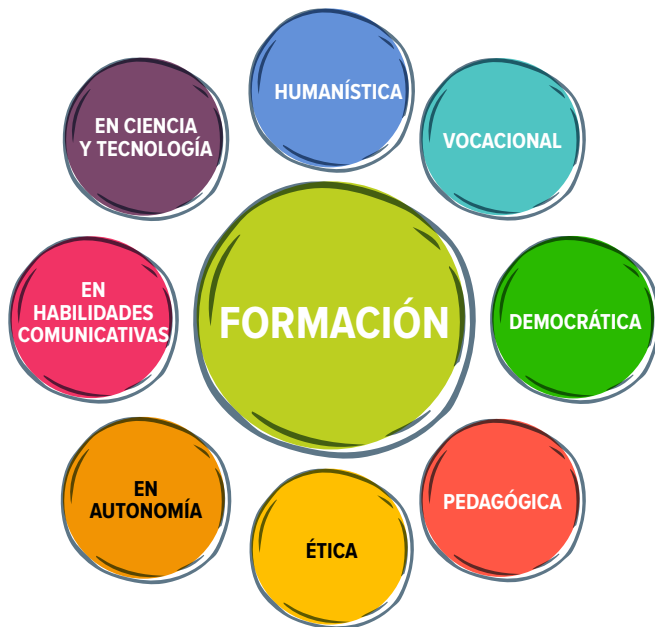 HUMANÍSTICA
EN CIENCIA
Y TECNOLOGÍA
VOCACIONAL
EN
HABILIDADES
COMUNICATIVAS
FORMACIÓN
DEMOCRÁTICA
EN
AUTONOMÍA
PEDAGÓGICA
ÉTICA